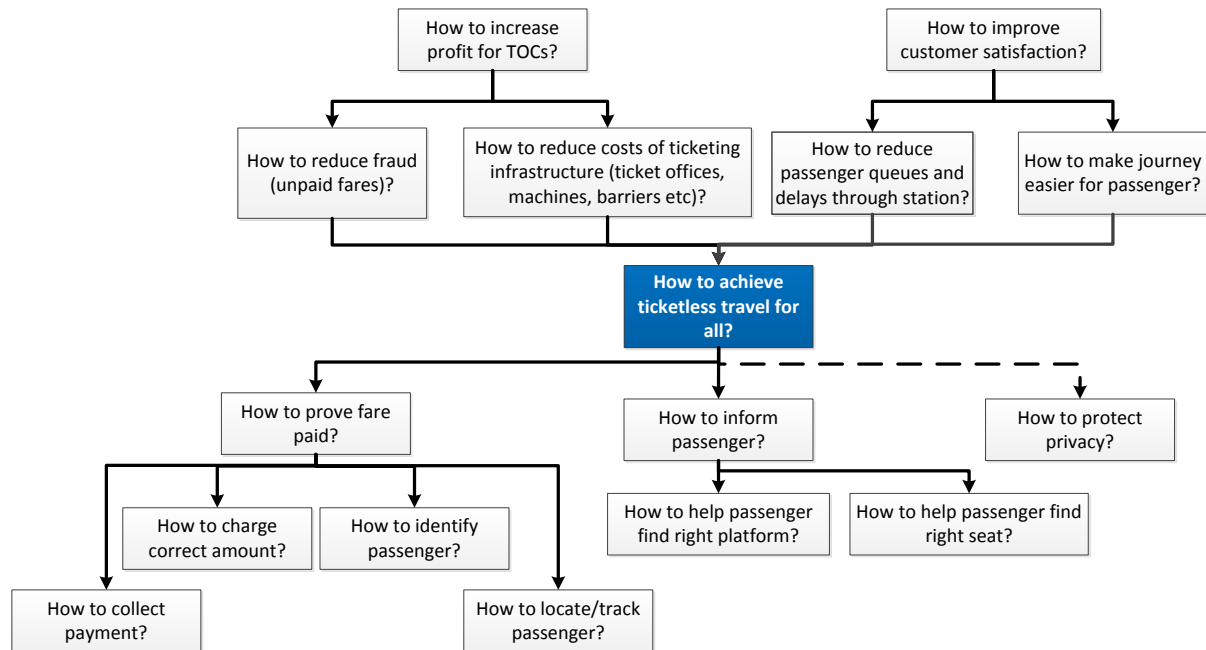 How to increase
profit for TOCs?
How to improve
customer satisfaction?
How to reduce fraud
(unpaid fares)?
How to reduce costs of ticketing
infrastructure (ticket offices,
machines, barriers etc)?
How to reduce
passenger queues and
delays through station?
How to make journey
easier for passenger?
How to achieve
ticketless travel for
all?
How to prove fare
paid?
How to inform
passenger?
How to protect
privacy?
How to charge
correct amount?
How to identify
passenger?
How to help passenger
find right platform?
How to help passenger find
right seat?
How to collect
payment?
How to locate/track
passenger?